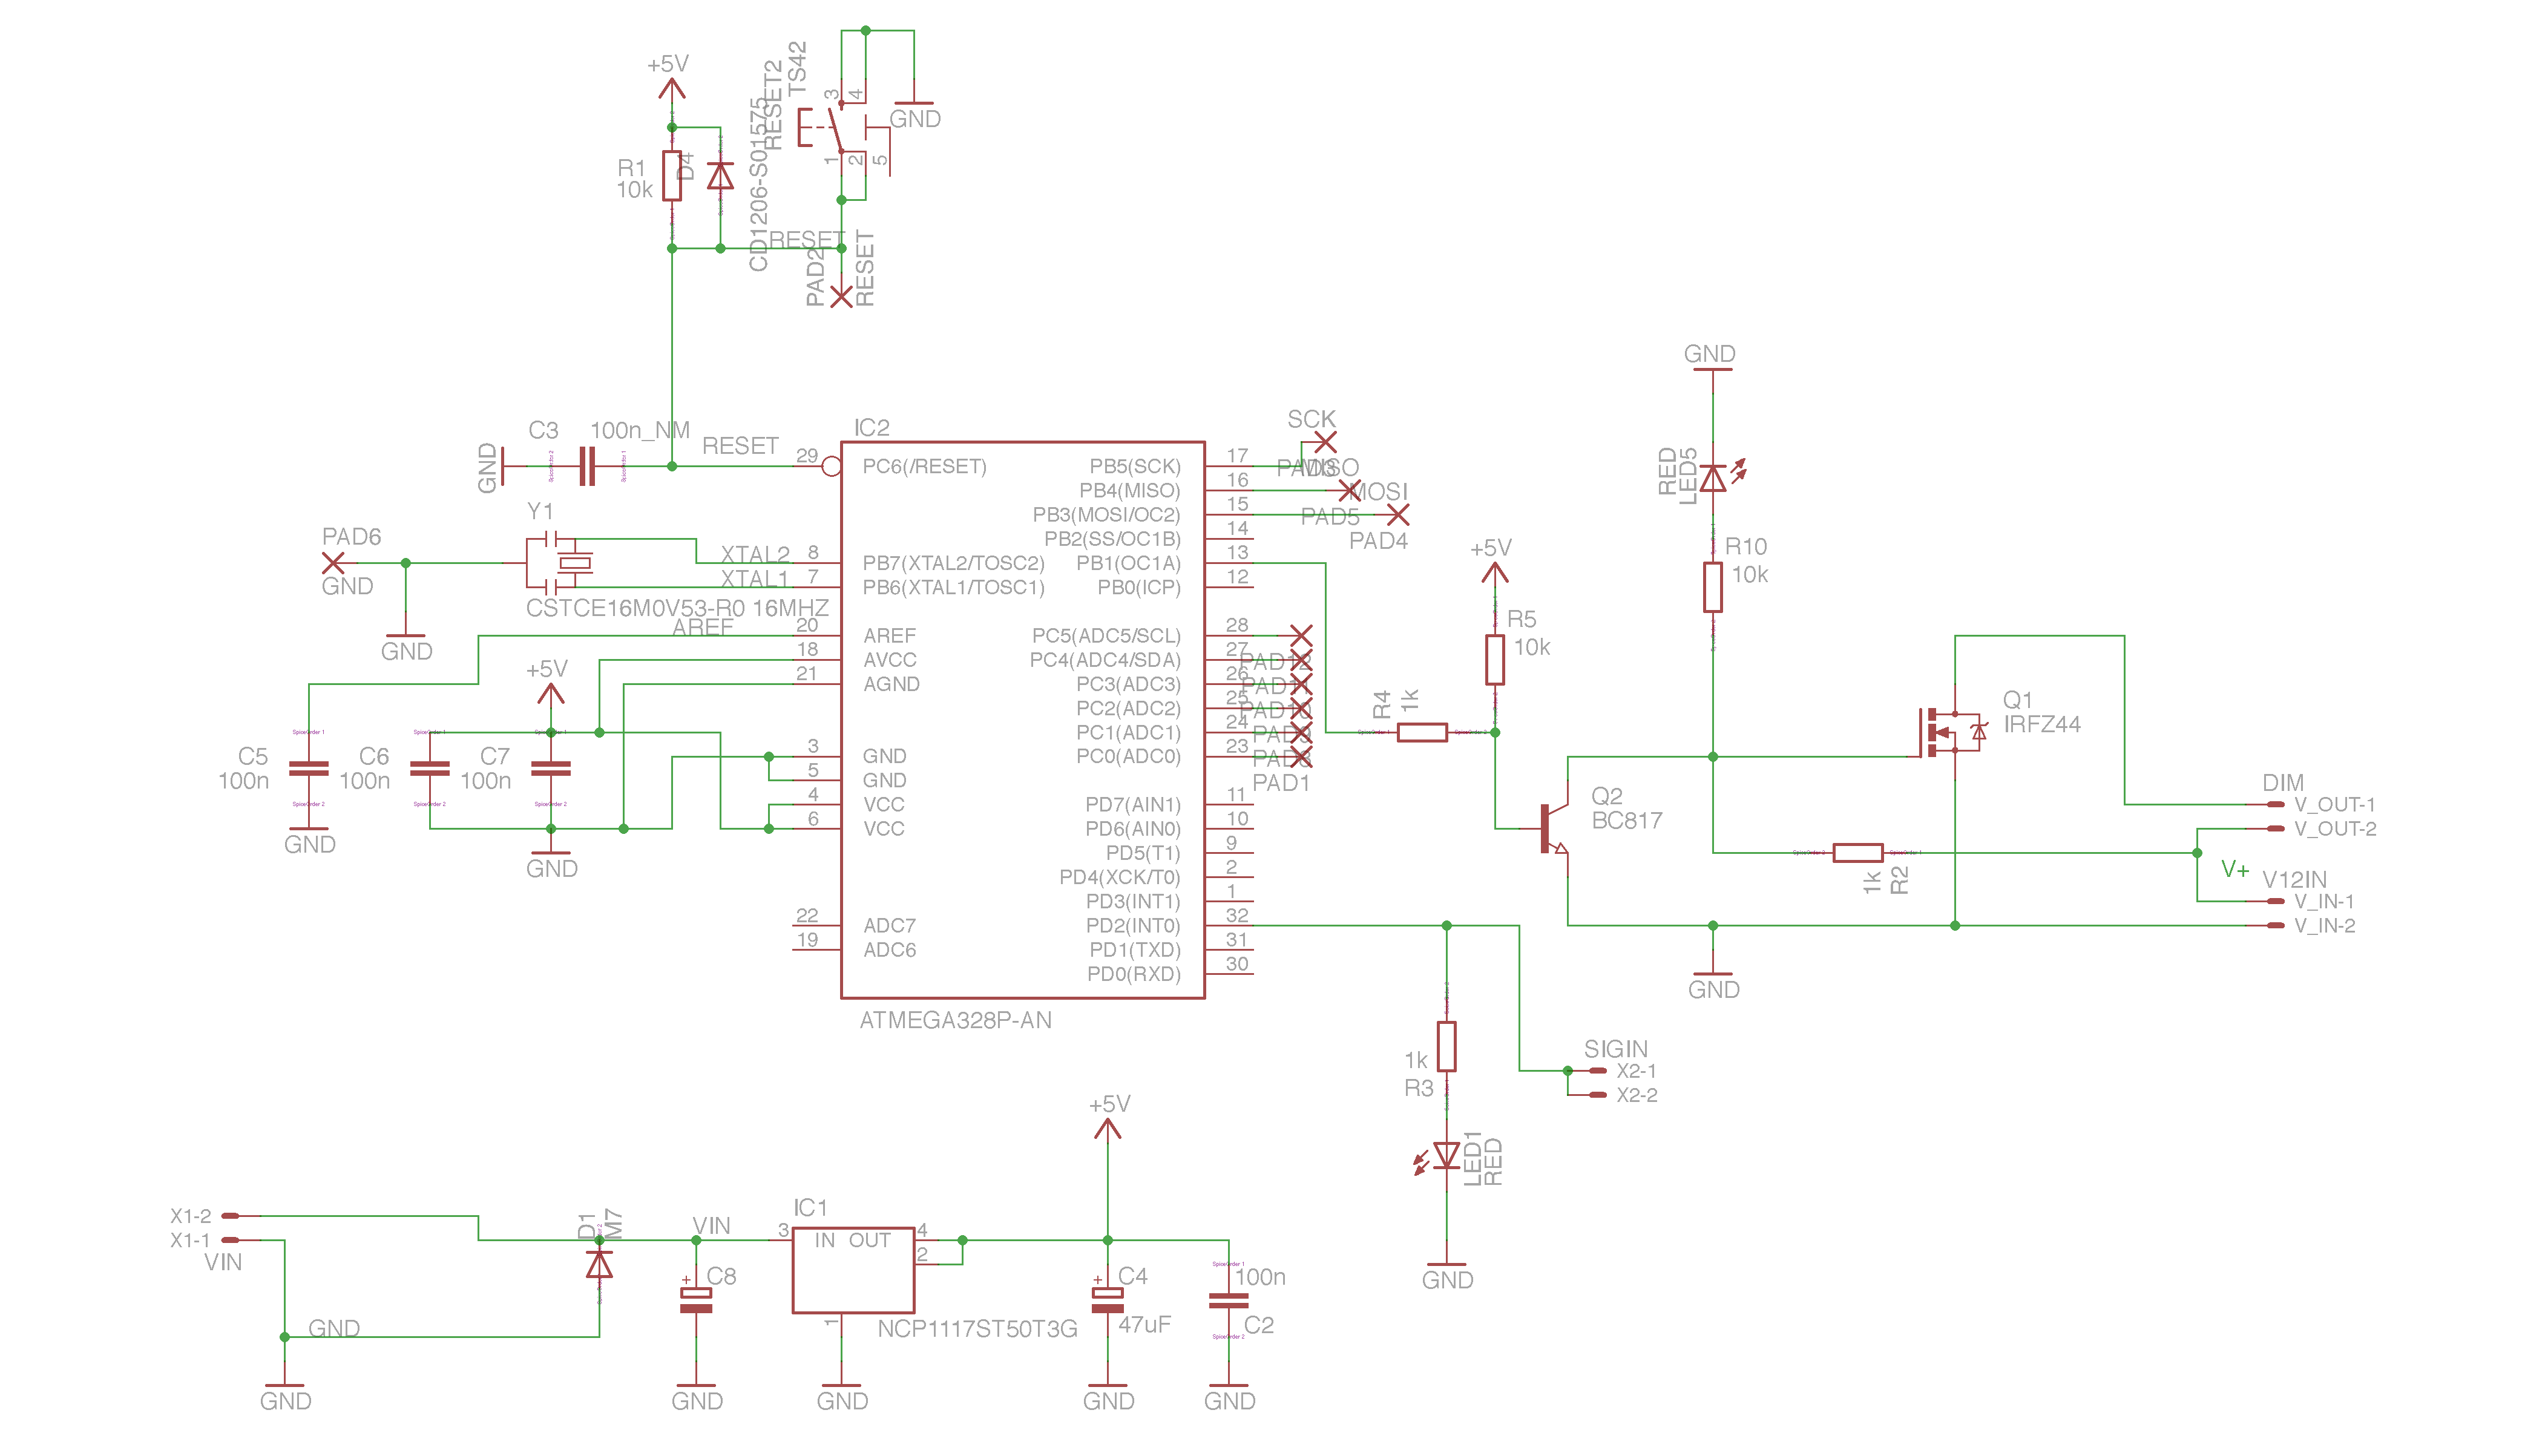 +5V
RESET2
TS42
3
4
GND
R1
10k
D4
CD1206-S01575
1
2
5
RESET
PAD2
RESET
GND
C3
100n_NM
RESET
IC2
29
PC6(/RESET)
PAD6
GND
GND
Y1
XTAL2
8
PB7(XTAL2/TOSC2)
XTAL1
7
PB6(XTAL1/TOSC1)
CSTCE16M0V53-R0 16MHZ
AREF
20
AREF
18
AVCC
21
AGND
+5V
C5
100n
C6
100n
C7
100n
SpiceOrder 1
SpiceOrder 2
GND
GND
3
GND
5
GND
4
VCC
6
VCC
22
ADC7
19
ADC6
ATMEGA328P-AN
PB5(SCK)
17
PB4(MISO)
16
PB3(MOSI/OC2)
15
PB2(SS/OC1B)
14
PB1(OC1A)
13
PB0(ICP)
12
PC5(ADC5/SCL)
28
PC4(ADC4/SDA)
27
PC3(ADC3)
26
PC2(ADC2)
25
PC1(ADC1)
24
PC0(ADC0)
23
PD7(AIN1)
11
PD6(AIN0)
10
PD5(T1)
9
PD4(XCK/T0)
2
PD3(INT1)
1
PD2(INT0)
32
PD1(TXD)
31
PD0(RXD)
30
SCK
MISO
MOSI
PAD5
PAD4
PAD1
R4
1k
+5V
R5
10k
Q2
BC817
GND
RED
LED5
R10
10k
Q1
IRFZ44
1k
R2
DIM
V_OUT-1
V_OUT-2
V+
V12IN
V_IN-1
V_IN-2
GND
SIGIN
X2-1
X2-2
1k
R3
LED1
RED
GND
X1-2
X1-1
VIN
GND
GND
D1
M7
VIN
C8
+
GND
IC1
3
IN OUT
4
2
1
NCP1117ST50T3G
GND
+5V
+
C4
47uF
GND
100n
C2
GND